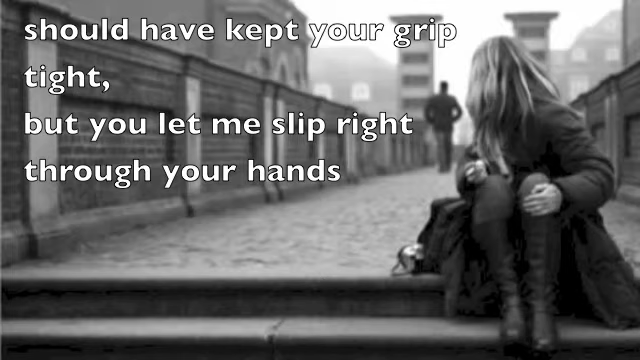 should have kept your grip
tight,
but you let me slip right
through your hands